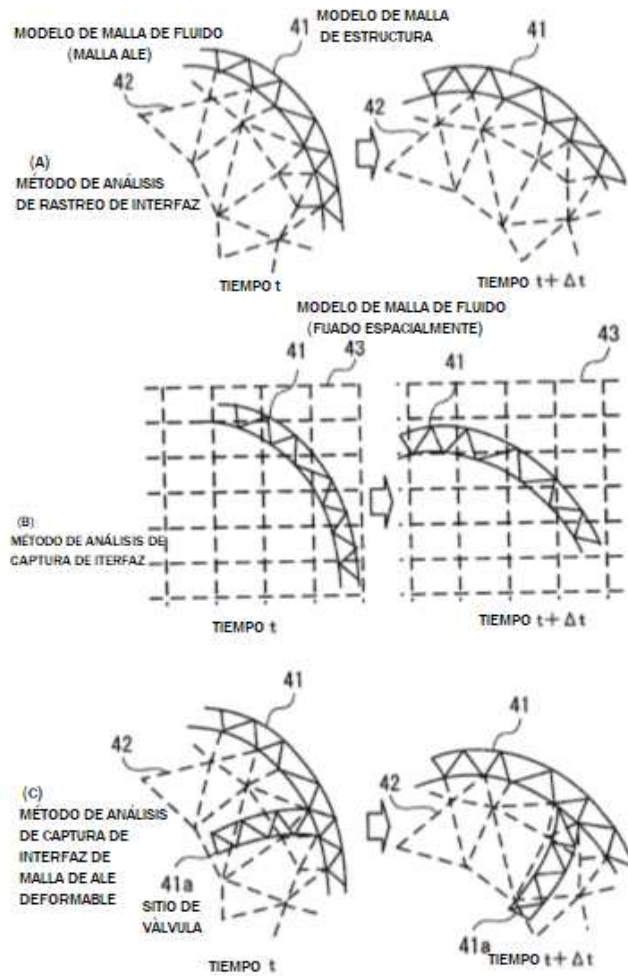 MODELO DE MALLA DE FLUIDO
(MALLA ALE)
41
MODELO DE MALLA
DE ESTRUCTURA
41
42
42
(A)
MÉTODO DE ANÁLISIS
DE RASTREO DE INTERFAZ
TIEMPO t
TIEMPO t+Δt
MODELO DE MALLA DE FLUIDO
(FUADO ESPACIALMENTE)
41
43
41
43
(B)
MÉTODO DE ANÁLISIS DE
CAPTURA DE ITERFAZ
TIEMPO t
TIEMPO t+Δt
41
41
42
42
(C)
MÉTODO DE ANÁLISIS
DE CAPTURA DE
INTERFAZ DE
MALLA DE ALE
DEFORMABLE
41a
SITIO DE
VÀLVULA
41a
TIEMPO t
TIEMPO t+Δt